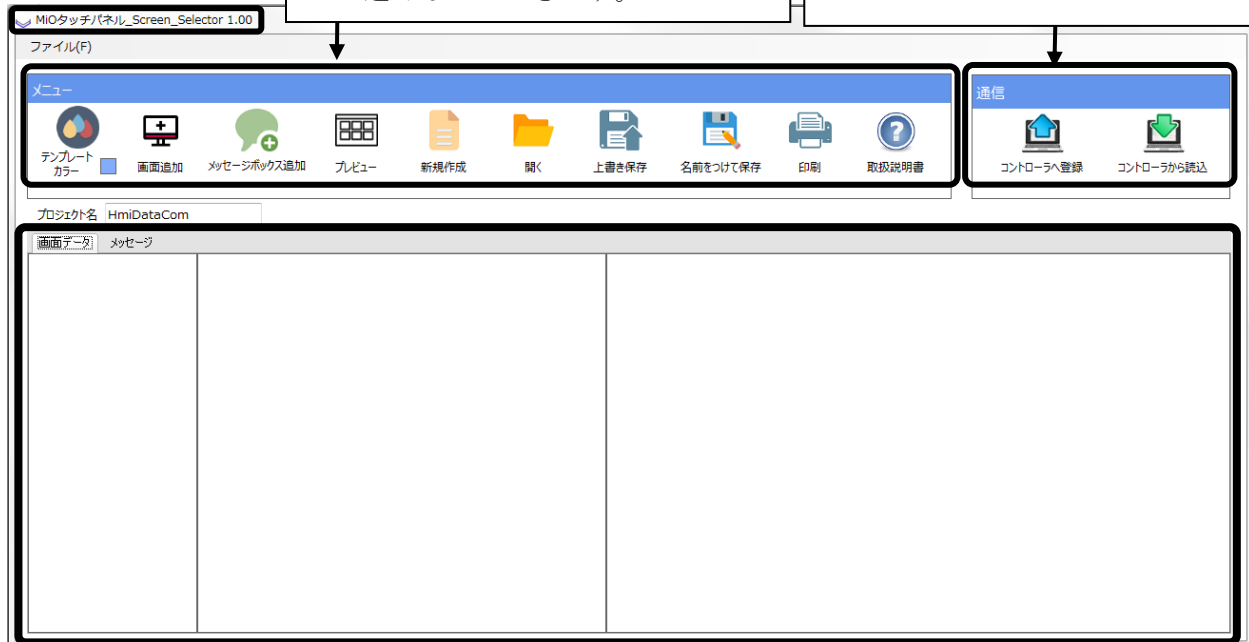 MiOタッチパネル_Screen_Selector 1.00
ファイル(F)
メニュー
通信
テンプレート
カラー
画面追加
メッセージボックス追加
プレビュー
新規作成
開く
上書き保存
名前をつけて保存
印刷
取扱説明書
コントローラへ登録
コントローラから読込
プロジェクト名 HmiDataCom
画面データ メッセージ